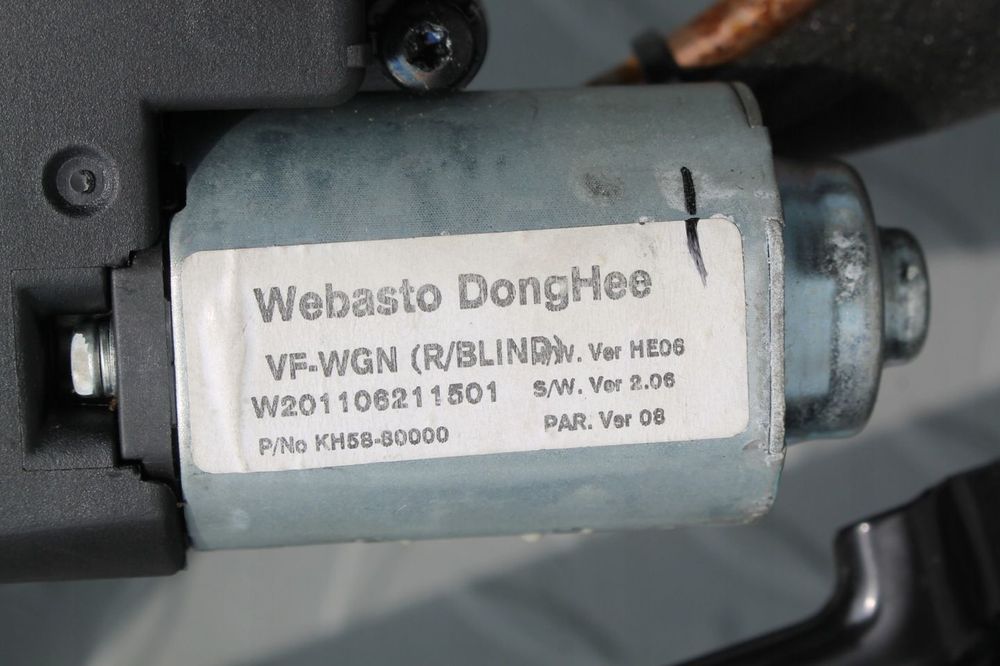 Webasto DongHee
VF-WGN (R/BLIND) H/W. Ver HE06
W201106211501 S/W. Ver 2.06
P/No KH58-80000 PAR. Ver 08